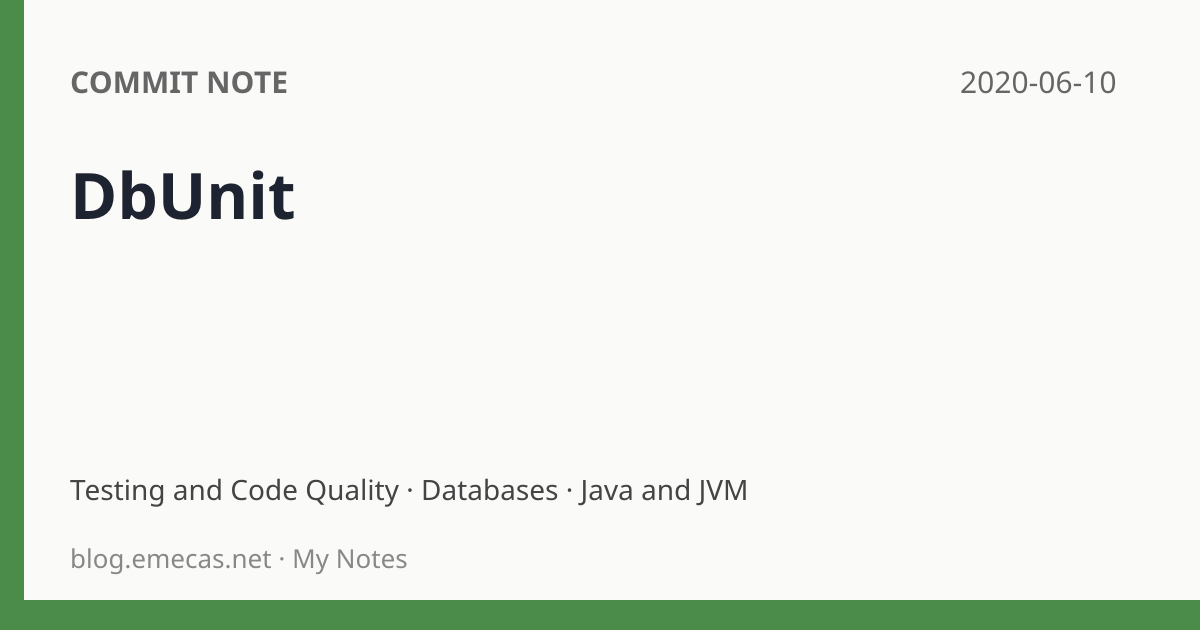 COMMIT NOTE 2020-06-10
DbUnit
Testing and Code Quality · Databases · Java and JVM
blog.emecas.net · My Notes